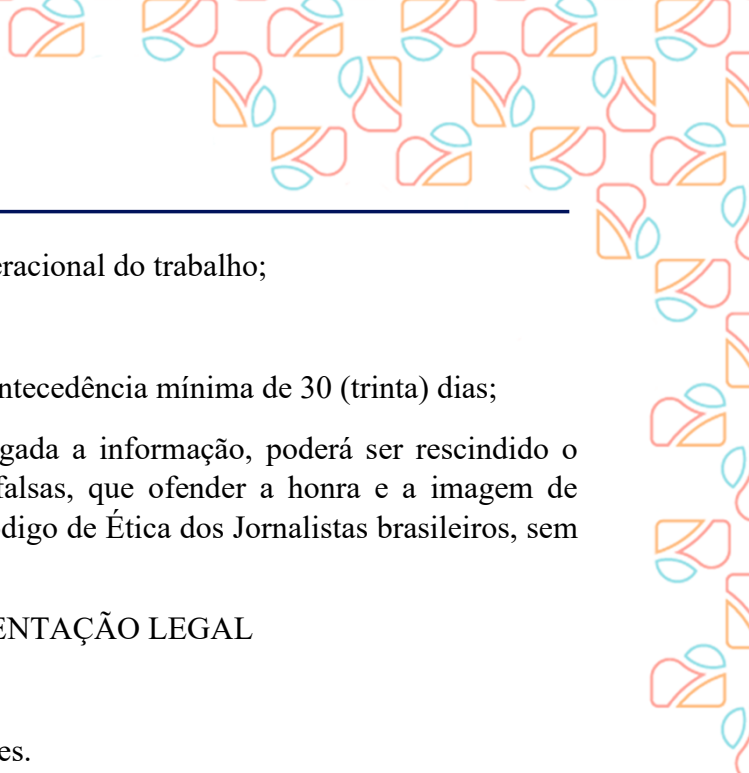 eracional do trabalho;
ntecedência mínima de 30 (trinta) dias;
gada a informação, poderá ser rescindido o
falsas, que ofender a honra e a imagem de
digo de Ética dos Jornalistas brasileiros, sem
ENTAÇÃO LEGAL
es.